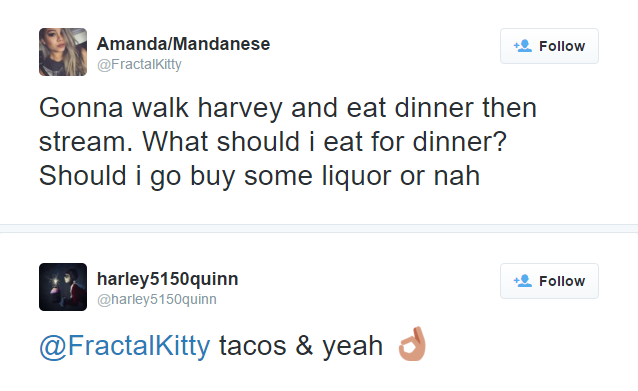 Amanda/Mandanese
Follow
@FractalKitty
Gonna walk harvey and eat dinner then
stream. What should i eat for dinner?
Should i go buy some liquor or nah
harley5150quinn
Follow
@harley5150quinn
@FractalKitty tacos & yeah 👌🏽